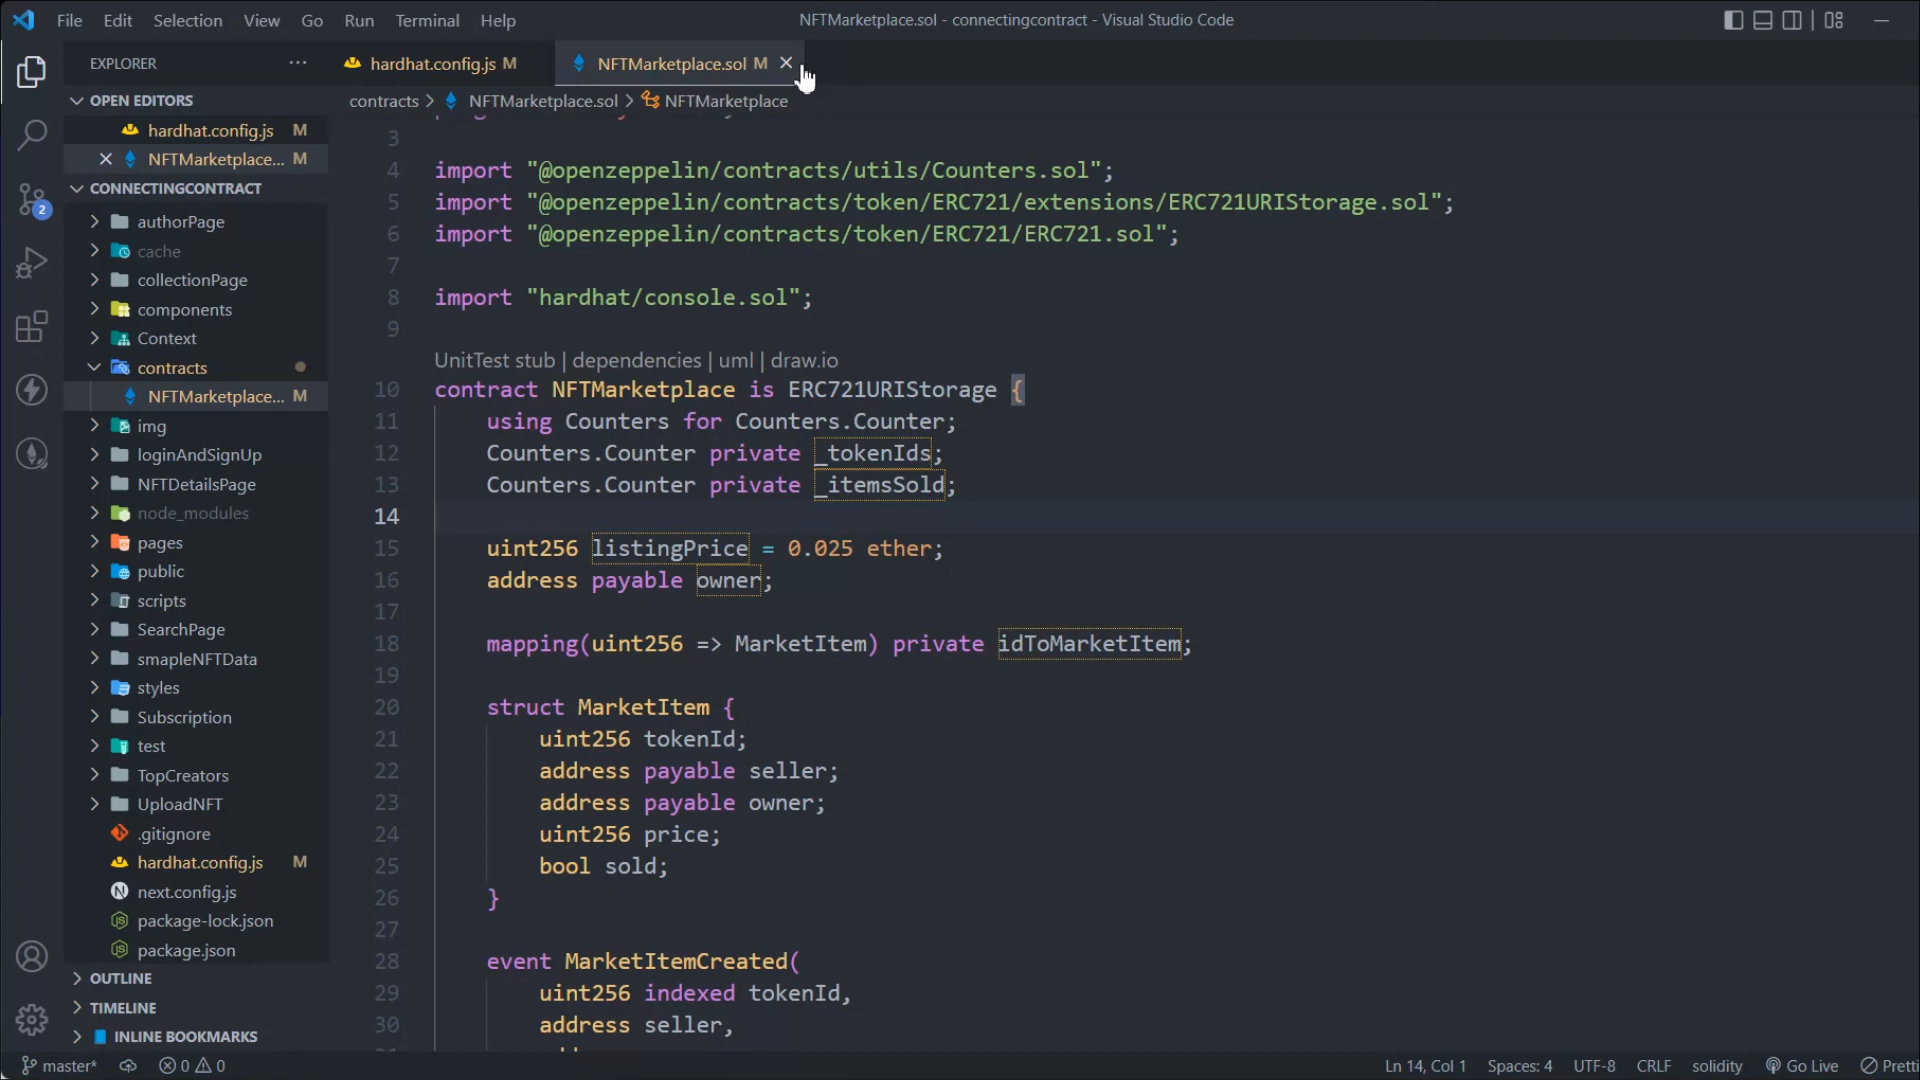 File Edit Selection View Go Run Terminal Help
NFTMarketplace.sol - connectingcontract - Visual Studio Code
EXPLORER
OPEN EDITORS
hardhat.config.js M
NFTMarketplace... M
CONNECTINGCONTRACT
authorPage
cache
collectionPage
components
Context
contracts
NFTMarketplace... M
img
loginAndSignUp
NFTDetailsPage
node_modules
pages
public
scripts
SearchPage
smapleNFTData
styles
Subscription
test
TopCreators
UploadNFT
.gitignore
hardhat.config.js M
next.config.js
package-lock.json
package.json
OUTLINE
TIMELINE
INLINE BOOKMARKS
2
hardhat.config.js M
NFTMarketplace.sol M
contracts > NFTMarketplace.sol > NFTMarketplace
3
4 import "@openzeppelin/contracts/utils/Counters.sol";
5 import "@openzeppelin/contracts/token/ERC721/extensions/ERC721URIStorage.sol";
6 import "@openzeppelin/contracts/token/ERC721/ERC721.sol";
7
8 import "hardhat/console.sol";
9
UnitTest stub | dependencies | uml | draw.io
10 contract NFTMarketplace is ERC721URIStorage {
11 using Counters for Counters.Counter;
12 Counters.Counter private _tokenIds;
13 Counters.Counter private _itemsSold;
14
15 uint256 listingPrice = 0.025 ether;
16 address payable owner;
17
18 mapping(uint256 => MarketItem) private idToMarketItem;
19
20 struct MarketItem {
21 uint256 tokenId;
22 address payable seller;
23 address payable owner;
24 uint256 price;
25 bool sold;
26 }
27
28 event MarketItemCreated(
29 uint256 indexed tokenId,
30 address seller,
master* 0 0 Ln 14, Col 1 Spaces: 4 UTF-8 CRLF solidity Go Live Pretti